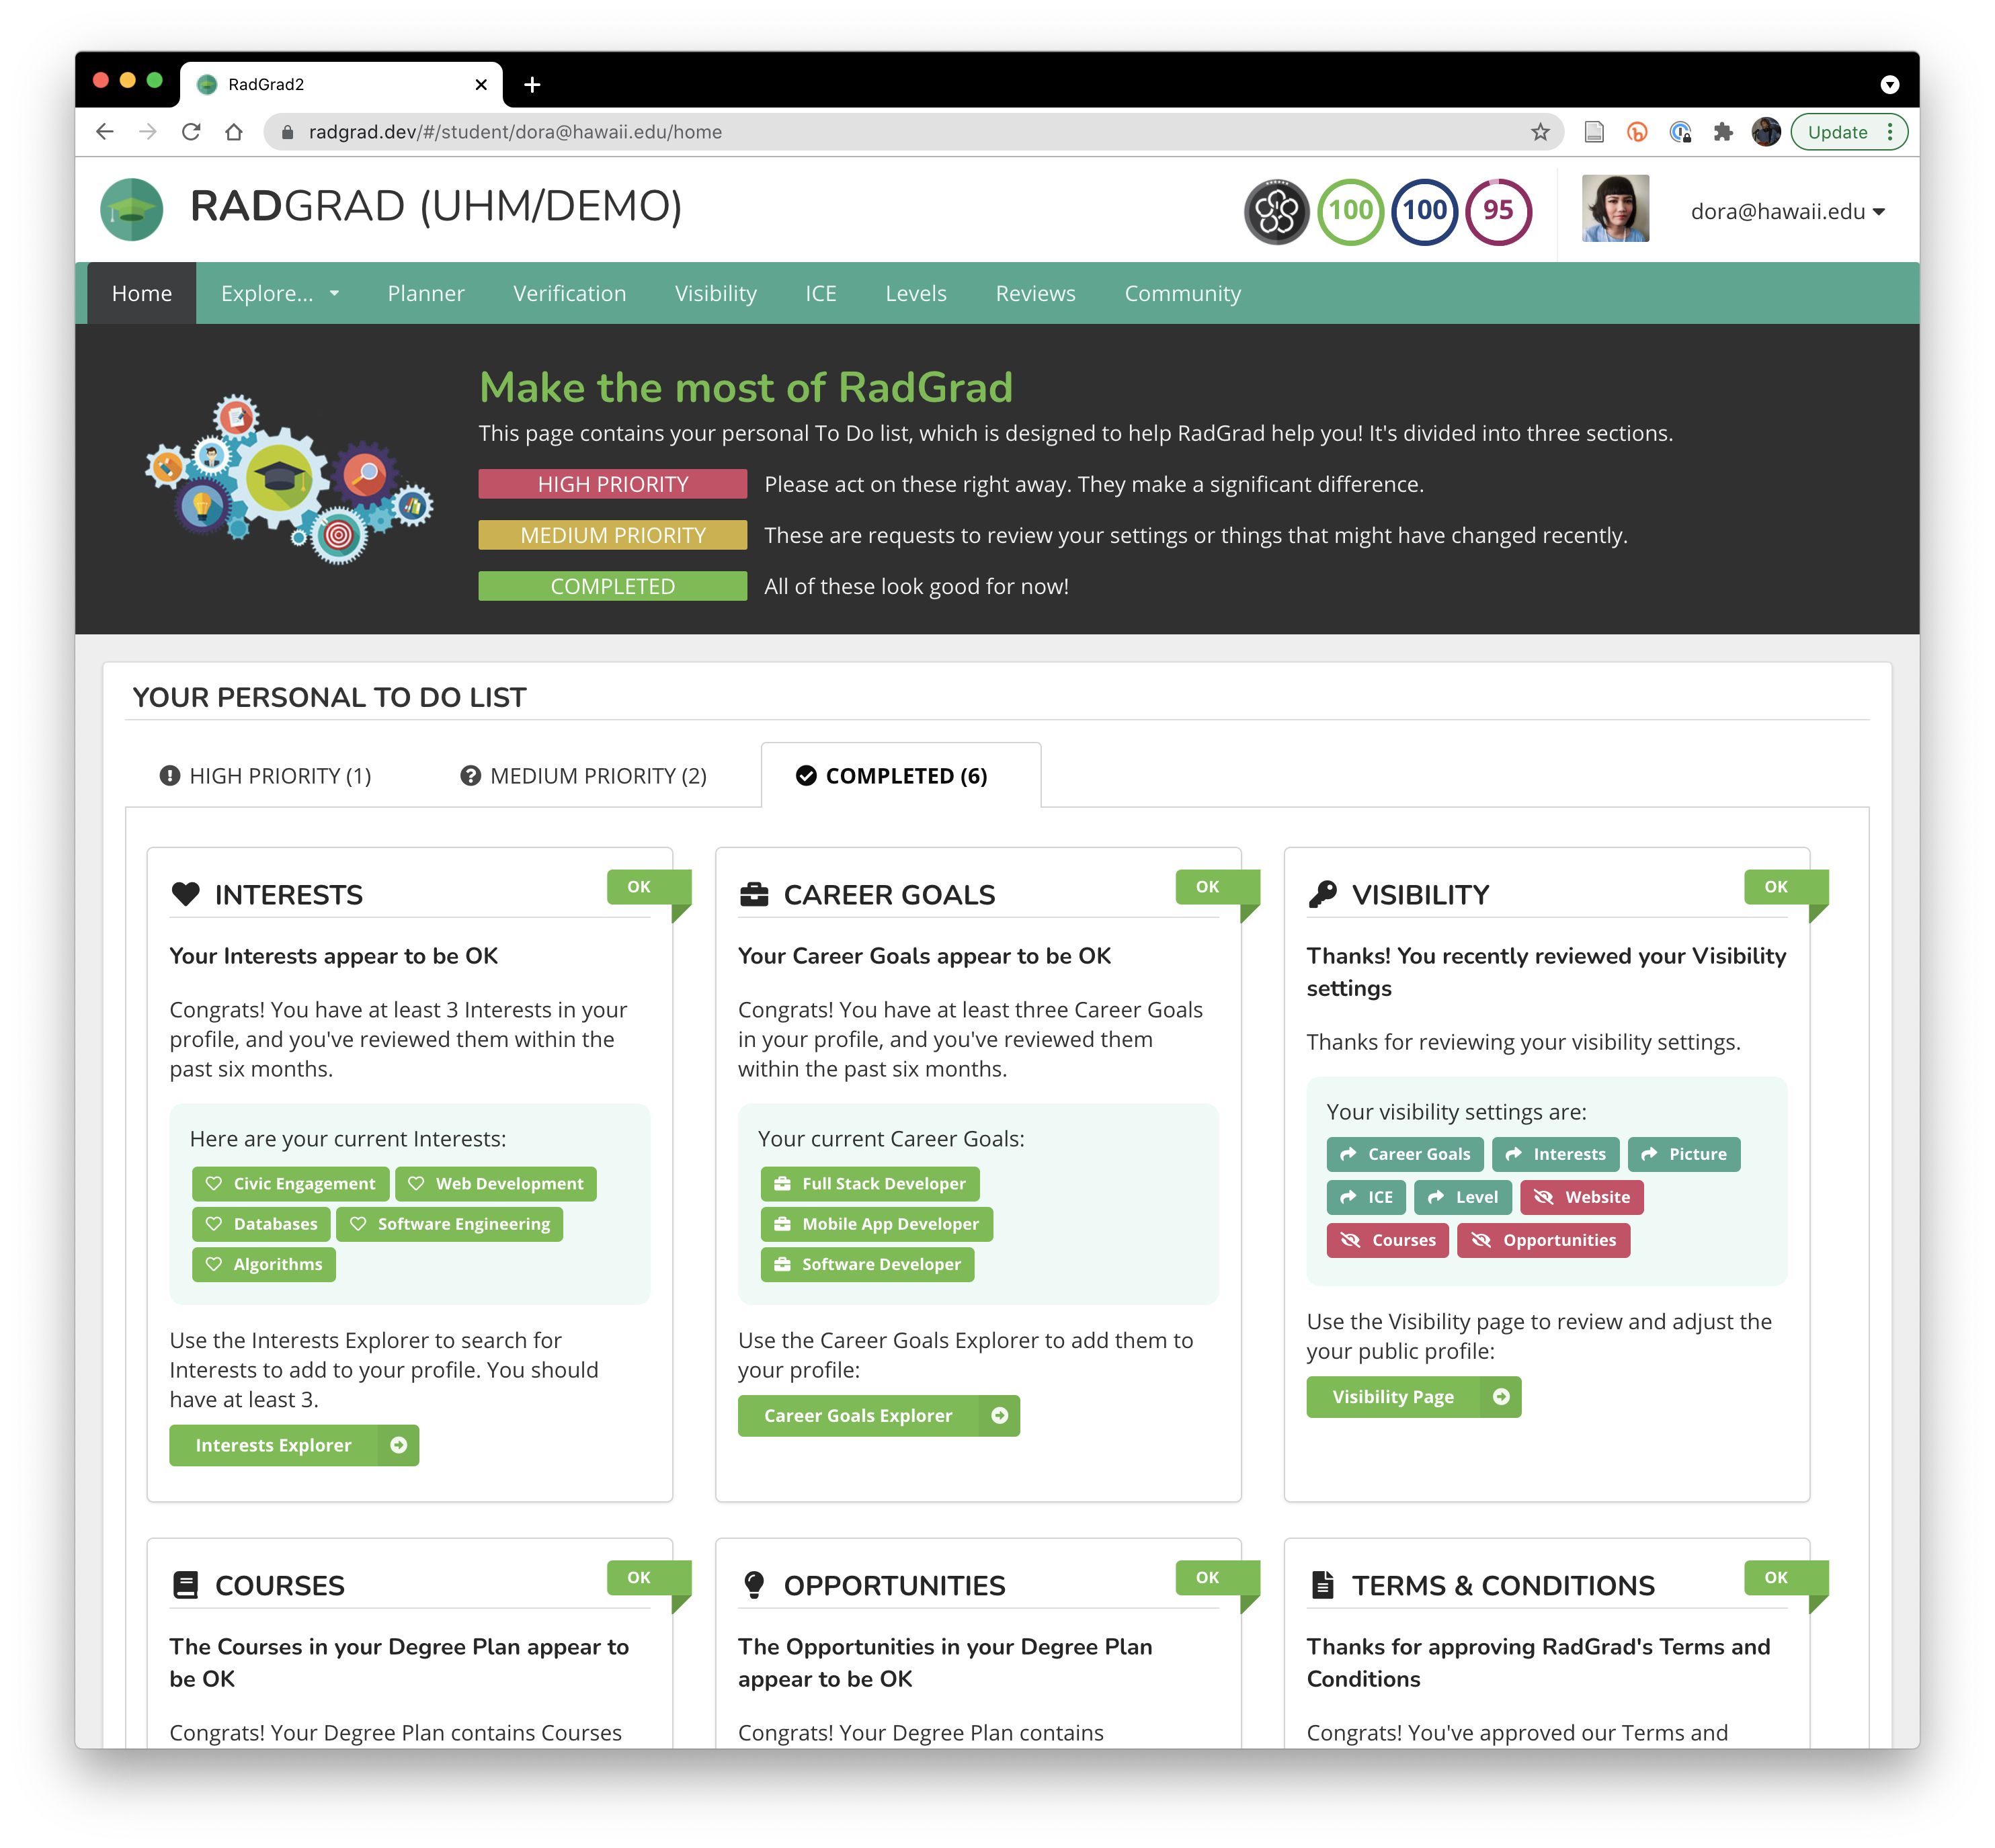 RadGrad2
radgrad.dev/#/student/dora@hawaii.edu/home
Update
RADGRAD (UHM/DEMO)
100 100 95
dora@hawaii.edu
Home Explore... Planner Verification Visibility ICE Levels Reviews Community
Make the most of RadGrad
This page contains your personal To Do list, which is designed to help RadGrad help you! It's divided into three sections.
HIGH PRIORITY Please act on these right away. They make a significant difference.
MEDIUM PRIORITY These are requests to review your settings or things that might have changed recently.
COMPLETED All of these look good for now!
YOUR PERSONAL TO DO LIST
HIGH PRIORITY (1) MEDIUM PRIORITY (2) COMPLETED (6)
INTERESTS
OK
Your Interests appear to be OK
Congrats! You have at least 3 Interests in your
profile, and you've reviewed them within the
past six months.
Here are your current Interests:
Civic Engagement Web Development
Databases Software Engineering
Algorithms
Use the Interests Explorer to search for
Interests to add to your profile. You should
have at least 3.
Interests Explorer
CAREER GOALS
OK
Your Career Goals appear to be OK
Congrats! You have at least three Career Goals
in your profile, and you've reviewed them
within the past six months.
Your current Career Goals:
Full Stack Developer
Mobile App Developer
Software Developer
Use the Career Goals Explorer to add them to
your profile:
Career Goals Explorer
VISIBILITY
OK
Thanks! You recently reviewed your Visibility
settings
Thanks for reviewing your visibility settings.
Your visibility settings are:
Career Goals Interests Picture
ICE Level Website
Courses Opportunities
Use the Visibility page to review and adjust the
your public profile:
Visibility Page
COURSES
OK
The Courses in your Degree Plan appear to
be OK
Congrats! Your Degree Plan contains Courses
OPPORTUNITIES
OK
The Opportunities in your Degree Plan
appear to be OK
Congrats! Your Degree Plan contains
TERMS & CONDITIONS
OK
Thanks for approving RadGrad's Terms and
Conditions
Congrats! You've approved our Terms and